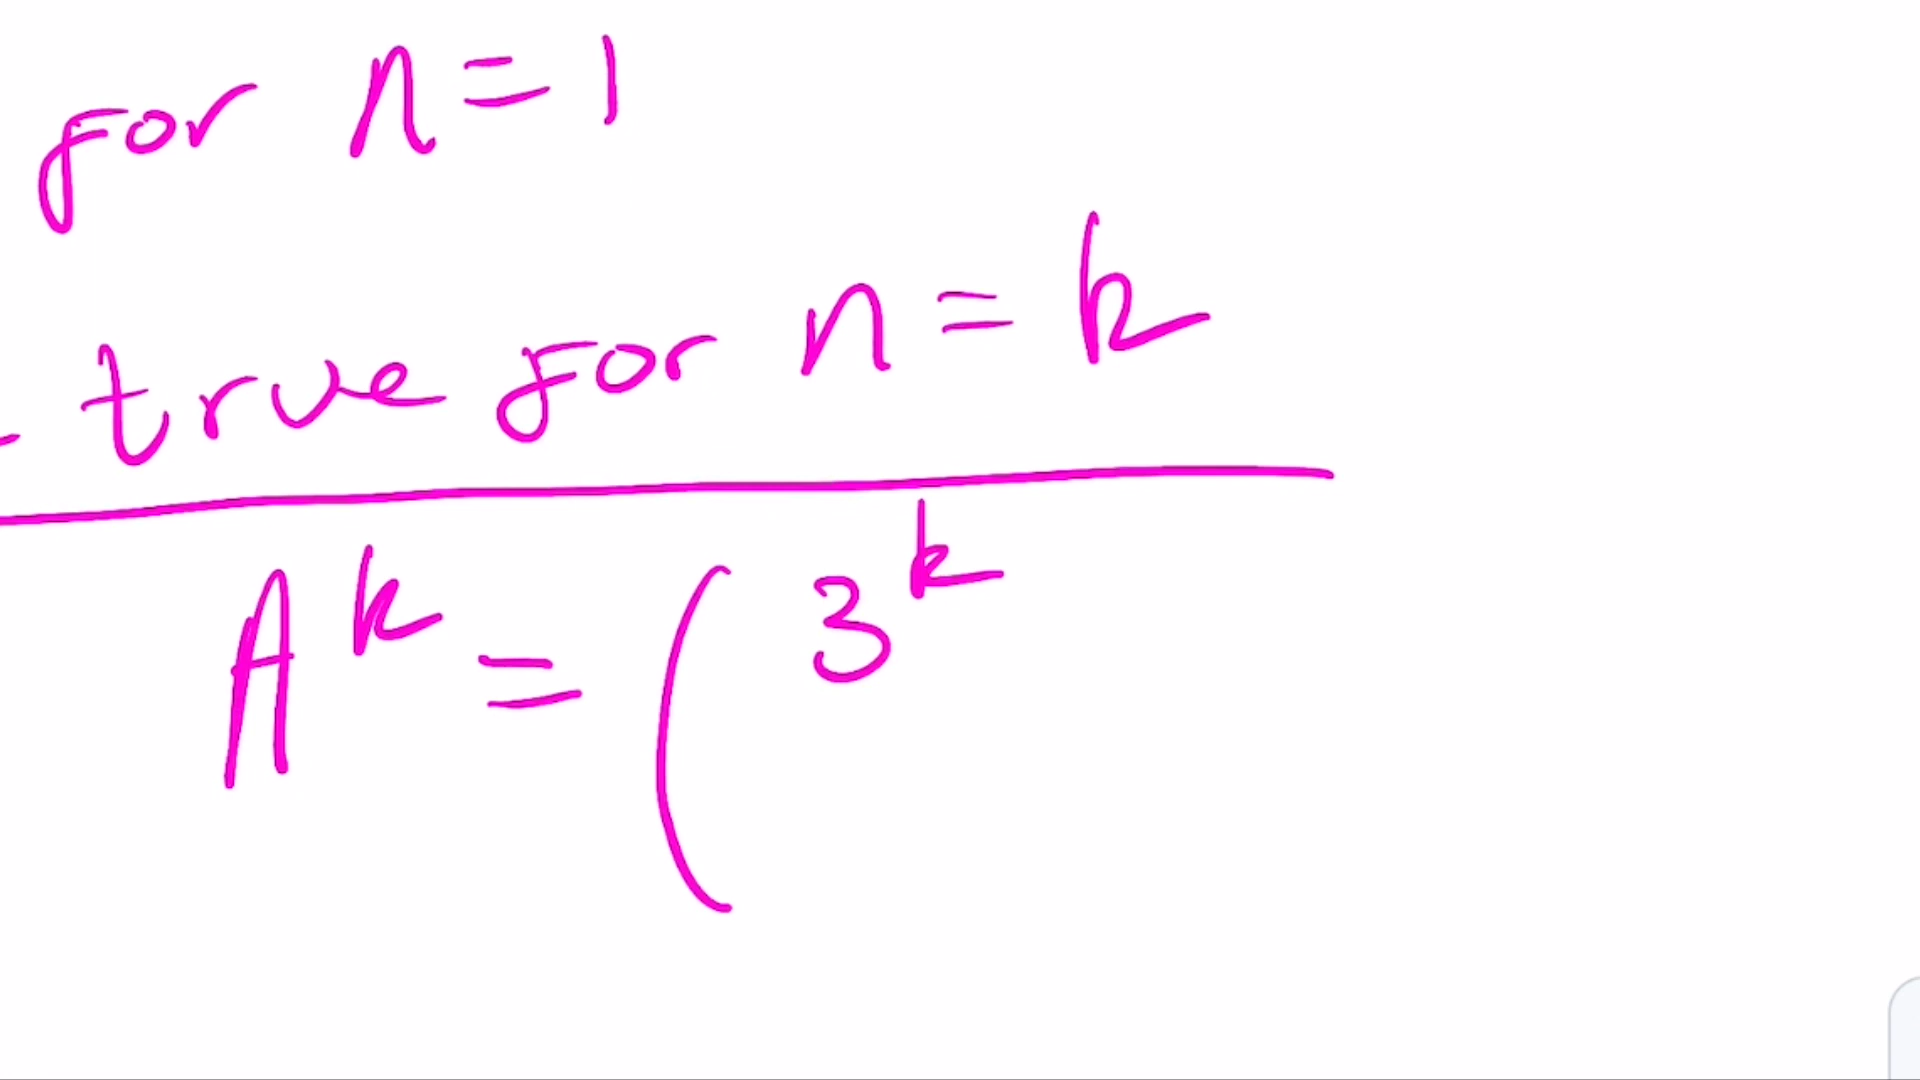 for n = 1
true for n = k
A^k = ( 3^k